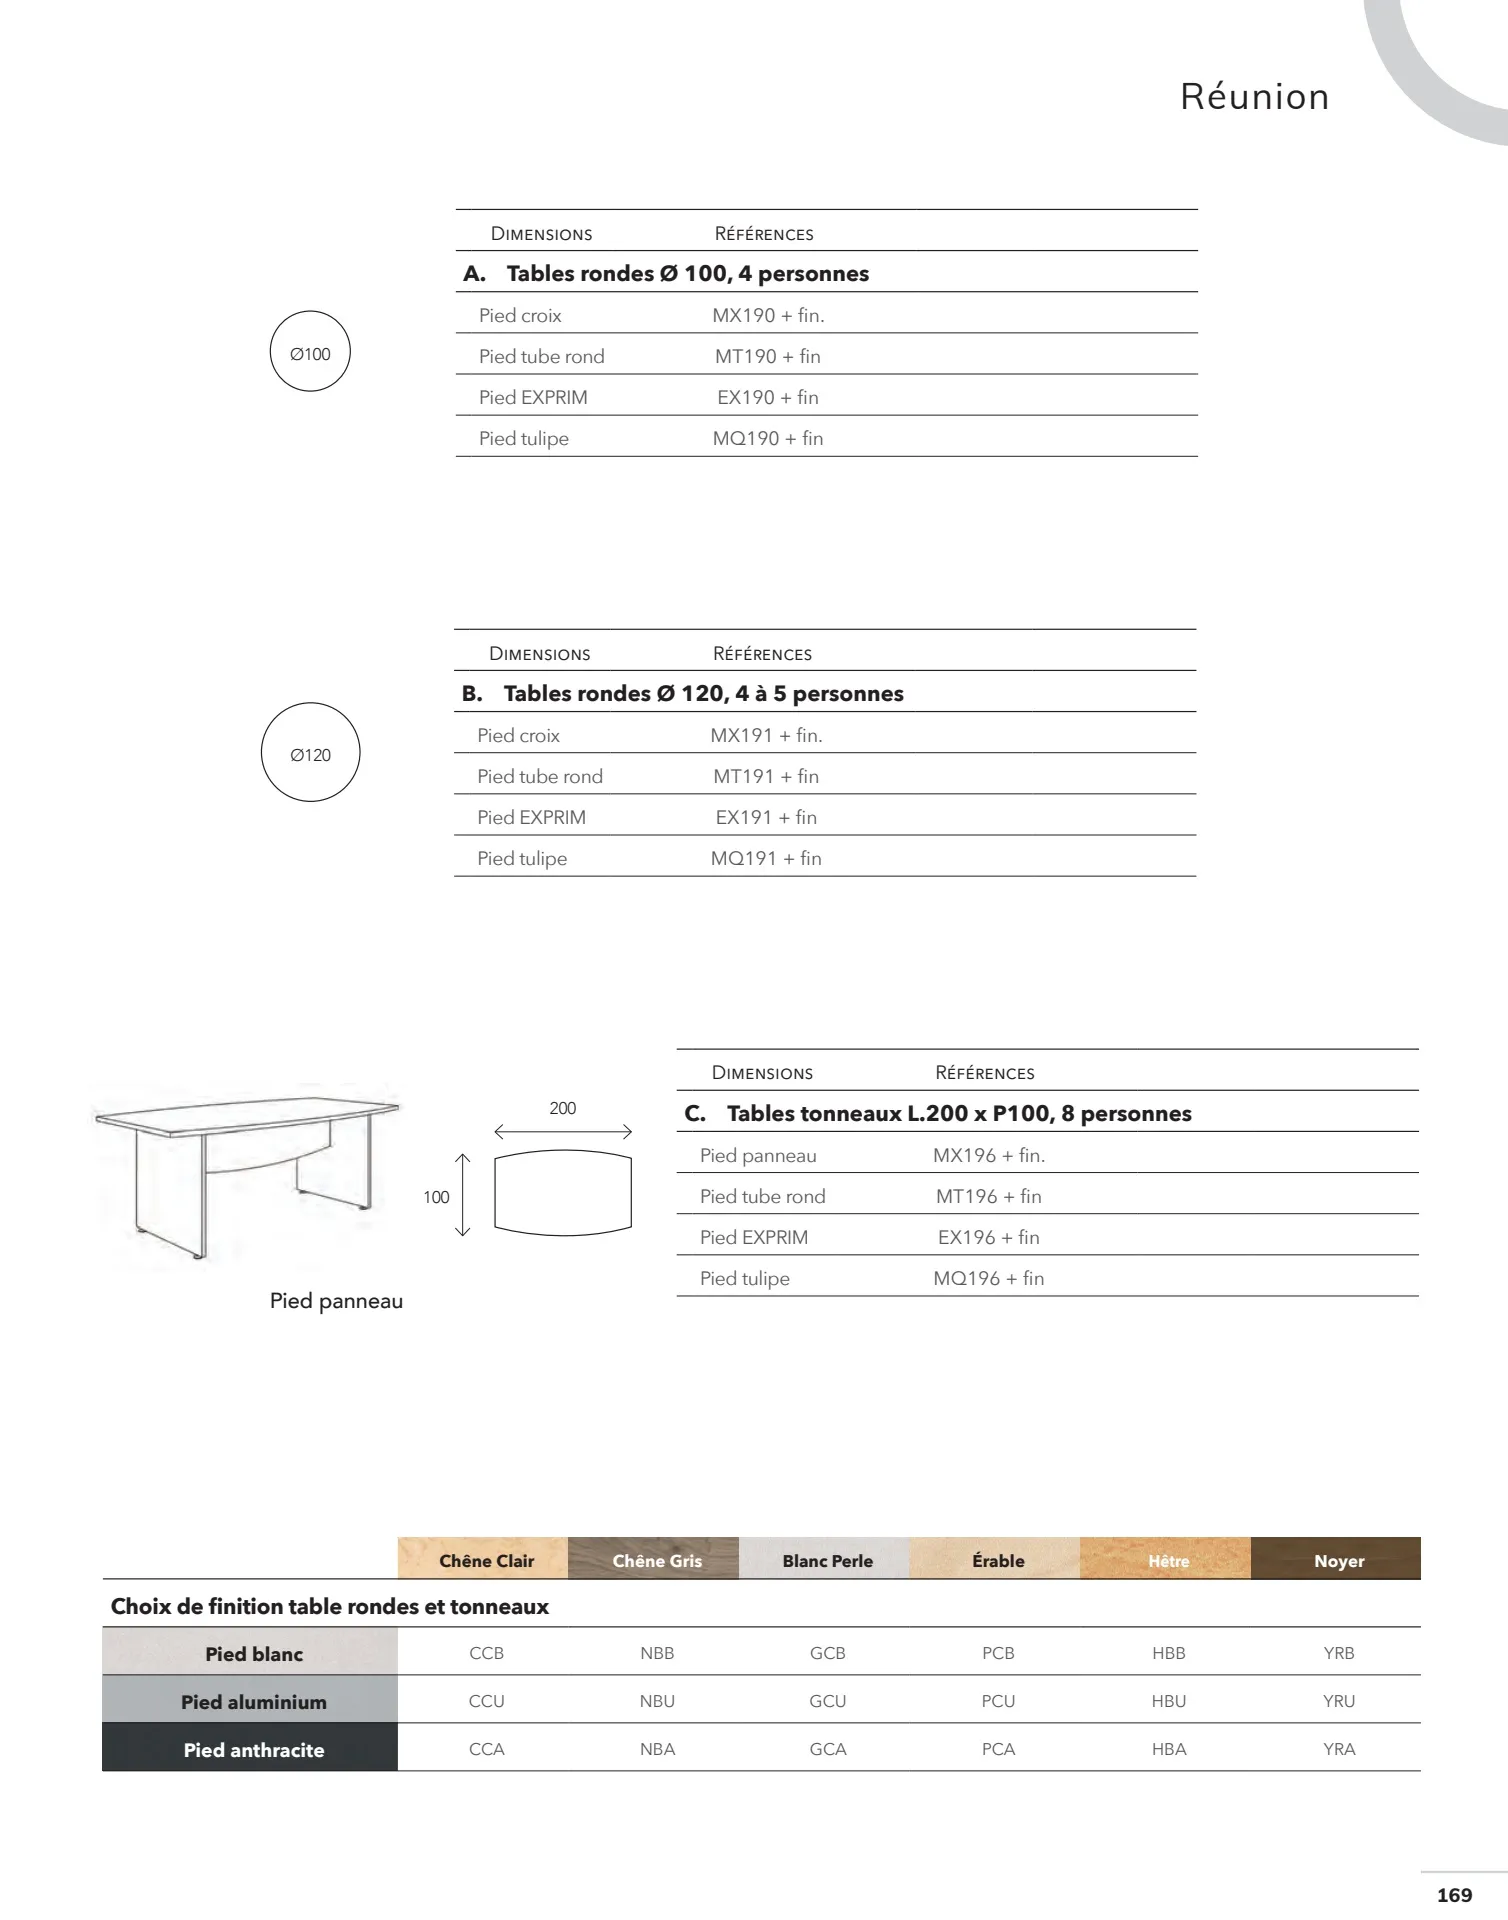 Réunion
Dimensions Références
A. Tables rondes Ø 100, 4 personnes
Ø100
Pied croix MX190 + fin.
Pied tube rond MT190 + fin
Pied EXPRIM EX190 + fin
Pied tulipe MQ190 + fin
Dimensions Références
B. Tables rondes Ø 120, 4 à 5 personnes
Ø120
Pied croix MX191 + fin.
Pied tube rond MT191 + fin
Pied EXPRIM EX191 + fin
Pied tulipe MQ191 + fin
200
100
Pied panneau
Dimensions Références
C. Tables tonneaux L.200 x P100, 8 personnes
Pied panneau MX196 + fin.
Pied tube rond MT196 + fin
Pied EXPRIM EX196 + fin
Pied tulipe MQ196 + fin
Chêne Clair Chêne Gris Blanc Perle Érable Hêtre Noyer
Choix de finition table rondes et tonneaux
Pied blanc CCB NBB GCB PCB HBB YRB
Pied aluminium CCU NBU GCU PCU HBU YRU
Pied anthracite CCA NBA GCA PCA HBA YRA
169